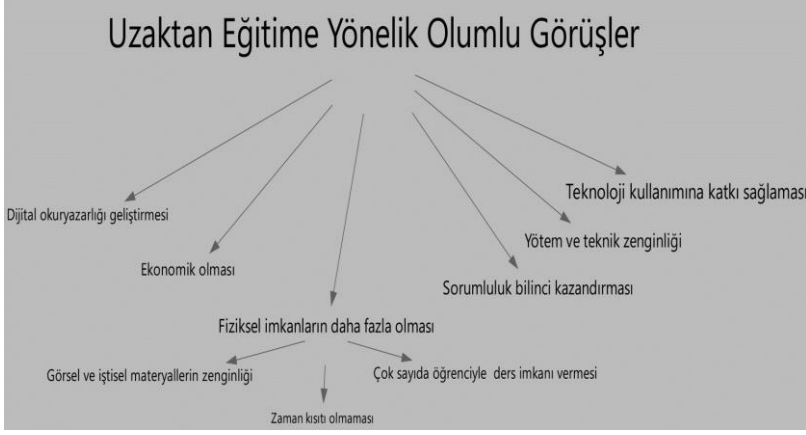 Uzaktan Eğitime Yönelik Olumlu Görüşler
Teknoloji kullanımına katkı sağlaması
Dijital okuryazarlığı geliştirmesi
Yötem ve teknik zenginliği
Ekonomik olması
Sorumluluk bilinci kazandırması
Fiziksel imkanların daha fazla olması
Görsel ve iştisel materyallerin zenginliği
Çok sayıda öğrenciyle ders imkanı vermesi
Zaman kısıtı olmaması